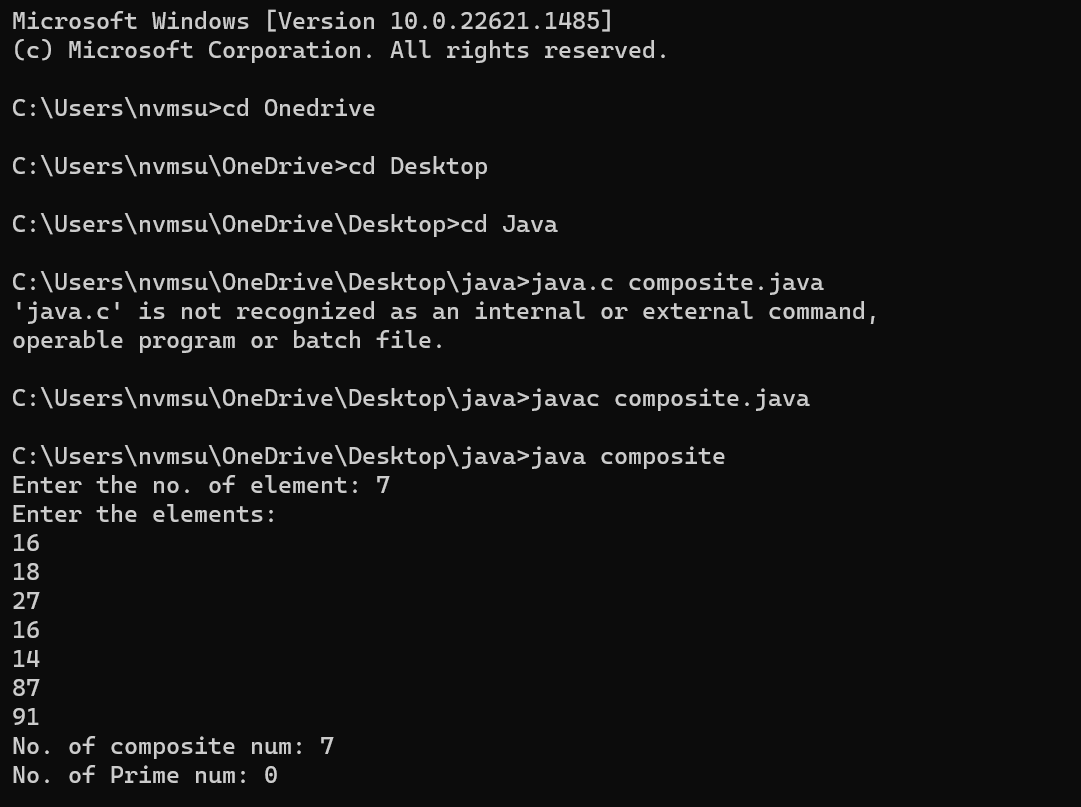 Microsoft Windows [Version 10.0.22621.1485]
(c) Microsoft Corporation. All rights reserved.
C:\Users\nvmsu>cd Onedrive
C:\Users\nvmsu\OneDrive>cd Desktop
C:\Users\nvmsu\OneDrive\Desktop>cd Java
C:\Users\nvmsu\OneDrive\Desktop\java>java.c composite.java
'java.c' is not recognized as an internal or external command,
operable program or batch file.
C:\Users\nvmsu\OneDrive\Desktop\java>javac composite.java
C:\Users\nvmsu\OneDrive\Desktop\java>java composite
Enter the no. of element: 7
Enter the elements:
16
18
27
16
14
87
91
No. of composite num: 7
No. of Prime num: 0